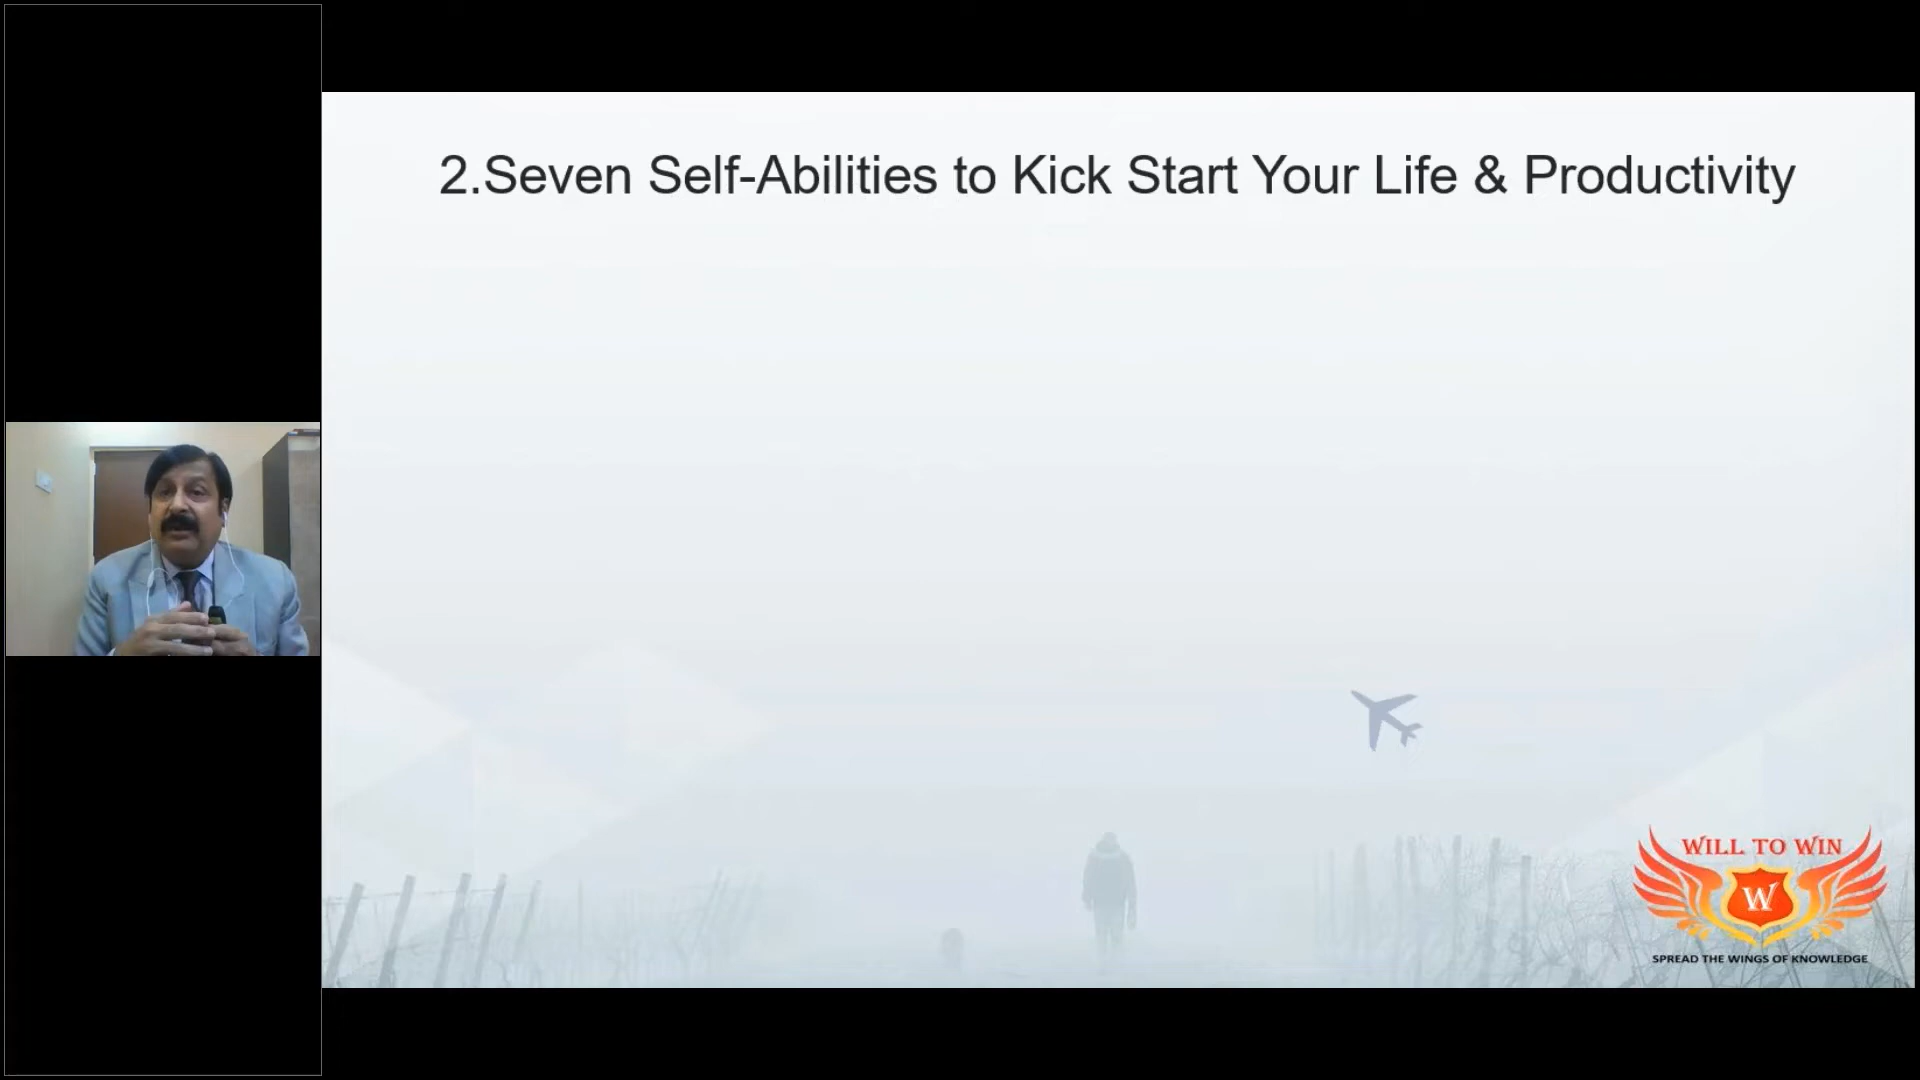 2.Seven Self-Abilities to Kick Start Your Life & Productivity
WILL TO WIN
W
SPREAD THE WINGS OF KNOWLEDGE